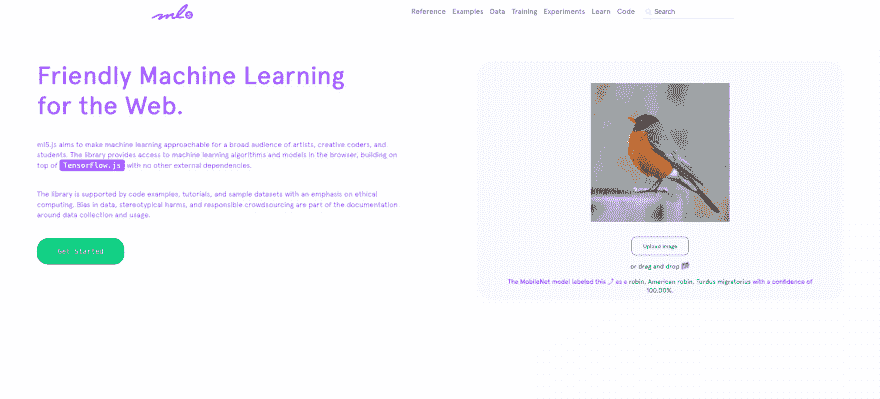 ml5
Reference Examples Data Training Experiments Learn Code Search
Friendly Machine Learning
for the Web.
ml5.js aims to make machine learning approachable for a broad audience of artists, creative coders, and
students. The library provides access to machine learning algorithms and models in the browser, building on
top of Tensorflow.js with no other external dependencies.
The library is supported by code examples, tutorials, and sample datasets with an emphasis on ethical
computing. Bias in data, stereotypical harms, and responsible crowdsourcing are part of the documentation
around data collection and usage.
Get Started
Upload image
or drag and drop
The MobileNet model labeled this as a robin, American robin, Turdus migratorius with a confidence of
100.00%.